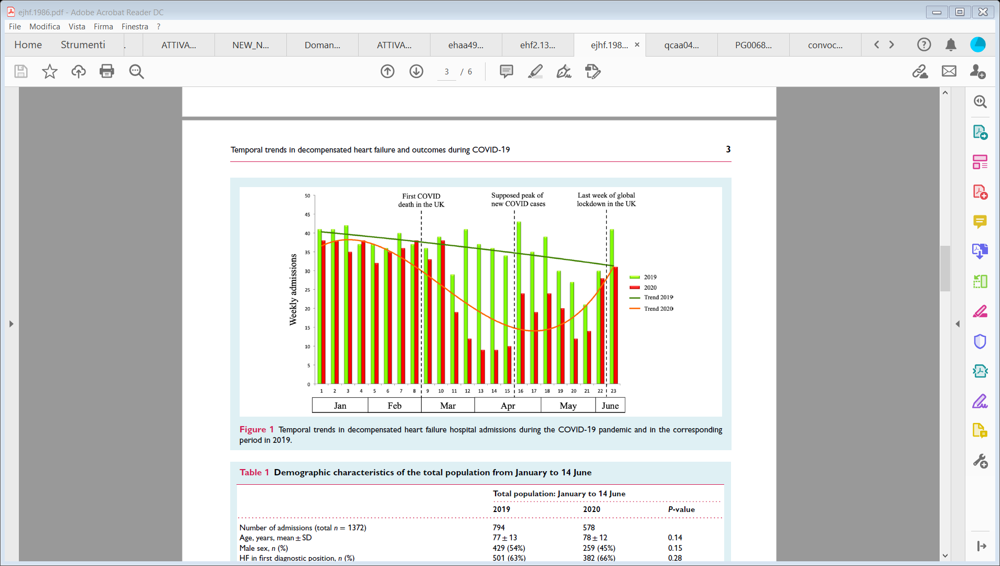 ejhf.1986.pdf - Adobe Acrobat Reader DC
File Modifica Vista Firma Finestra ?
Home Strumenti . ATTIVA... NEW_N... Doman... ATTIVA... ehaa49... ehf2.13... ejhf.198... × qcaa04... PG0068... convoc...
3 / 6
Temporal trends in decompensated heart failure and outcomes during COVID-19 3
First COVID
death in the UK
Supposed peak of
new COVID cases
Last week of global
lockdown in the UK
Weekly admissions
50
45
40
35
30
25
20
15
10
5
0
2019
2020
Trend 2019
Trend 2020
1 2 3 4 5 6 7 8 9 10 11 12 13 14 15 16 17 18 19 20 21 22 23
Jan Feb Mar Apr May June
Figure 1 Temporal trends in decompensated heart failure hospital admissions during the COVID-19 pandemic and in the corresponding
period in 2019.
Table 1 Demographic characteristics of the total population from January to 14 June
Total population: January to 14 June
2019 2020 P-value
Number of admissions (total n = 1372) 794 578
Age, years, mean ± SD 77 ± 13 78 ± 12 0.14
Male sex, n (%) 429 (54%) 259 (45%) 0.15
HF in first diagnostic position, n (%) 501 (63%) 382 (66%) 0.28